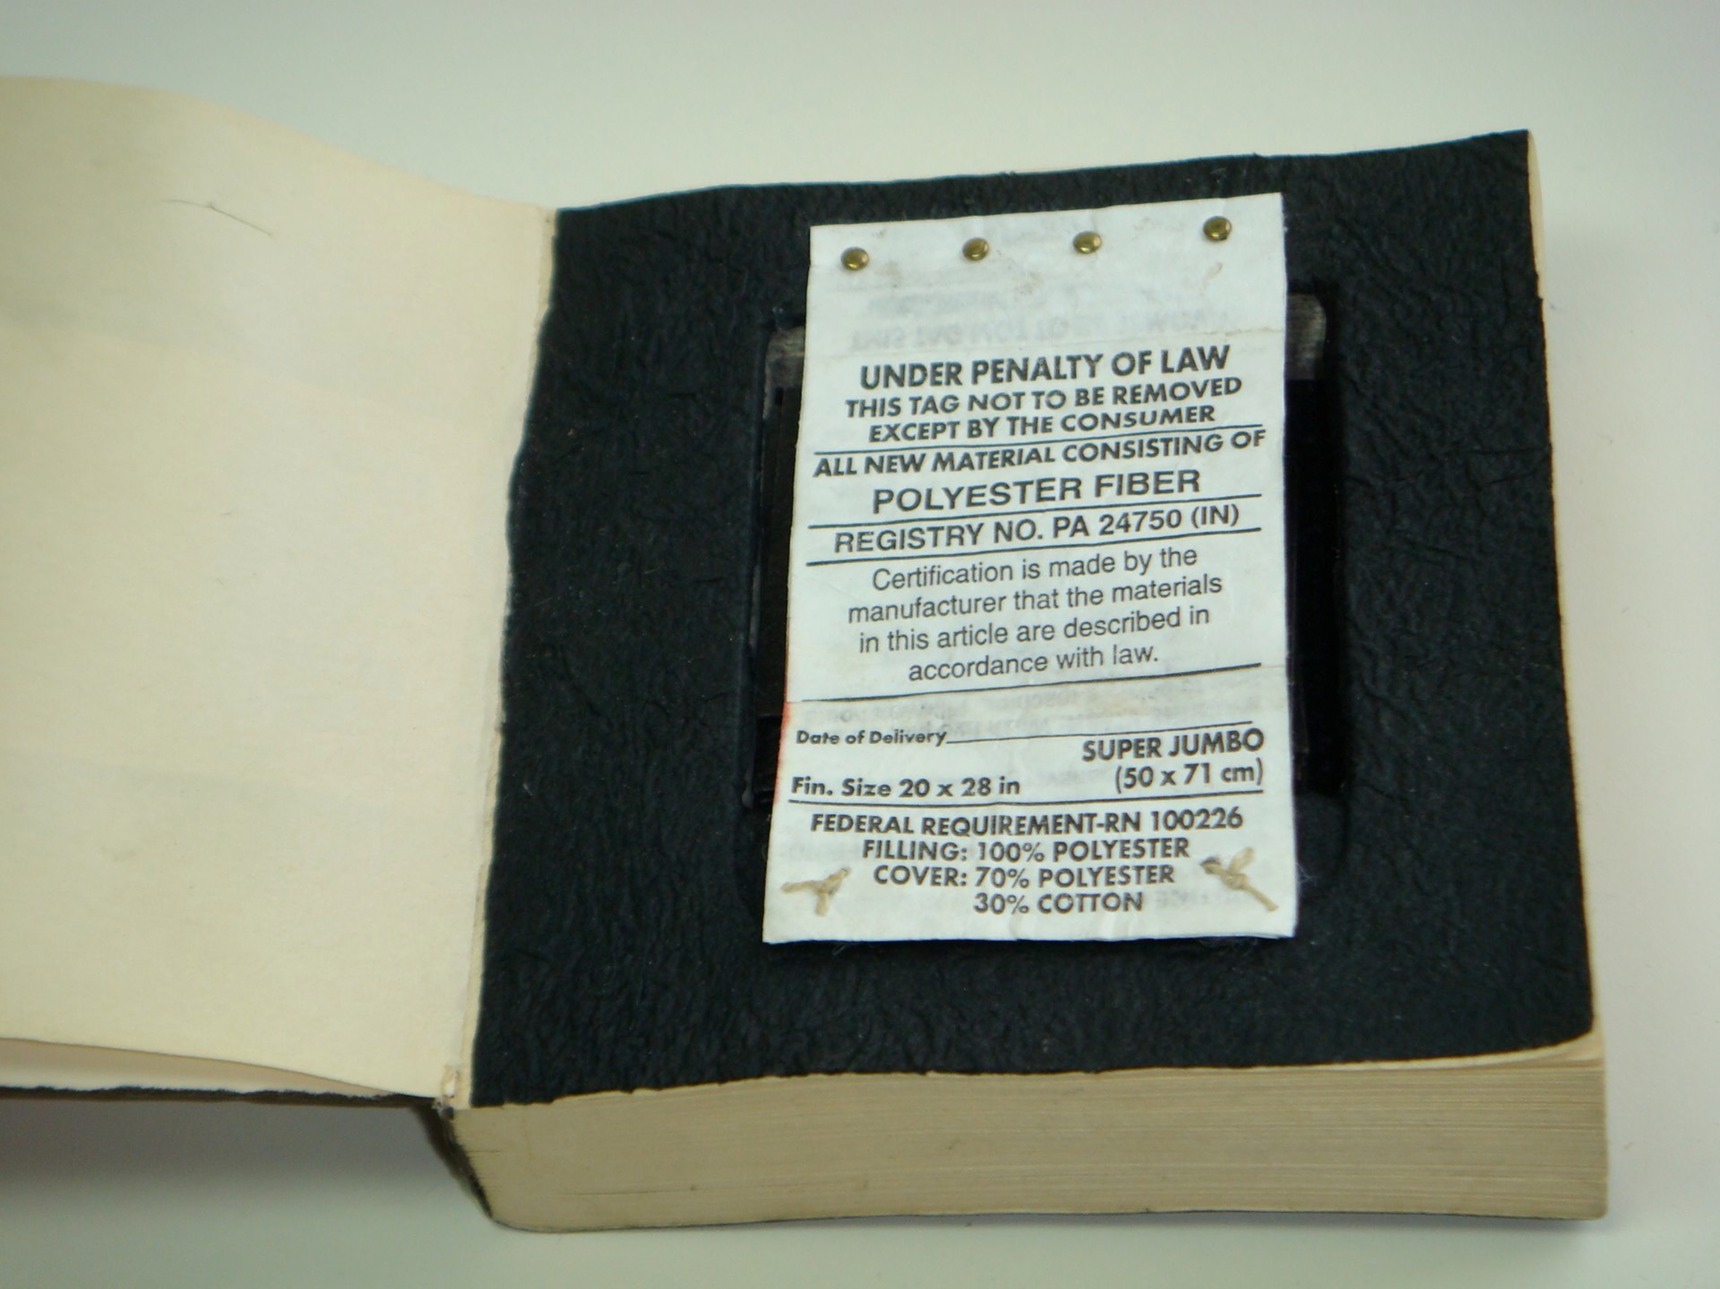 UNDER PENALTY OF LAW
THIS TAG NOT TO BE REMOVED
EXCEPT BY THE CONSUMER
ALL NEW MATERIAL CONSISTING OF
POLYESTER FIBER
REGISTRY NO. PA 24750 (IN)
Certification is made by the
manufacturer that the materials
in this article are described in
accordance with law.
Date of Delivery
SUPER JUMBO
Fin. Size 20 x 28 in (50 x 71 cm)
FEDERAL REQUIREMENT-RN 100226
FILLING: 100% POLYESTER
COVER: 70% POLYESTER
30% COTTON